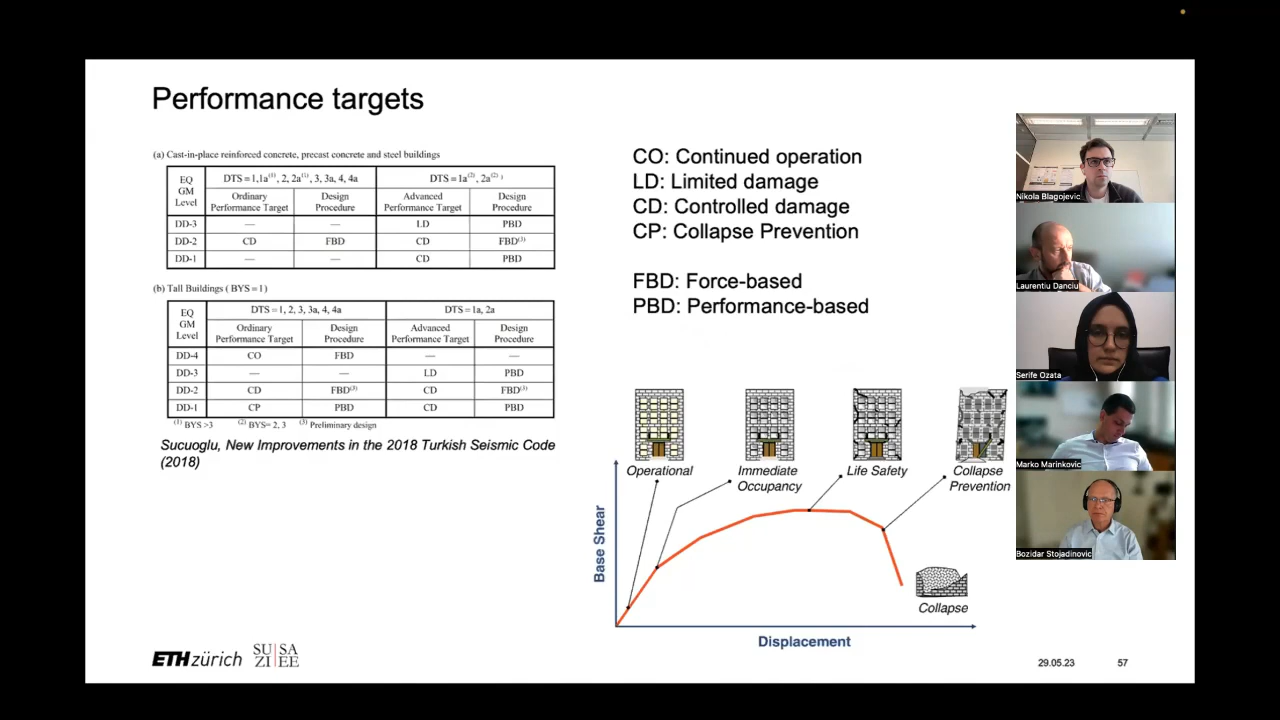 Performance targets
(a) Cast-in-place reinforced concrete, precast concrete and steel buildings
EQ GM Level
DTS = 1,1a(1), 2, 2a(1), 3, 3a, 4, 4a
DTS = 1a(2), 2a(2) )
Ordinary Performance Target
Design Procedure
Advanced Performance Target
Design Procedure
DD-3 — — LD PBD
DD-2 CD FBD CD FBD(3)
DD-1 — — CD PBD
(b) Tall Buildings ( BYS = 1)
EQ GM Level
DTS = 1, 2, 3, 3a, 4, 4a
DTS = 1a, 2a
Ordinary Performance Target
Design Procedure
Advanced Performance Target
Design Procedure
DD-4 CO FBD — —
DD-3 — — LD PBD
DD-2 CD FBD(3) CD FBD(3)
DD-1 CP PBD CD PBD
(1) BYS >3 (2) BYS= 2, 3 (3) Preliminary design
Sucuoglu, New Improvements in the 2018 Turkish Seismic Code
(2018)
CO: Continued operation
LD: Limited damage
CD: Controlled damage
CP: Collapse Prevention
FBD: Force-based
PBD: Performance-based
Operational
Immediate
Occupancy
Life Safety
Collapse
Prevention
Base Shear
Collapse
Displacement
Nikola Blagojevic
Laurentiu Danciu
Serife Ozata
Marko Marinkovic
Bozidar Stojadinovic
ETH zürich
SU|SA
ZI|EE
29.05.23
57